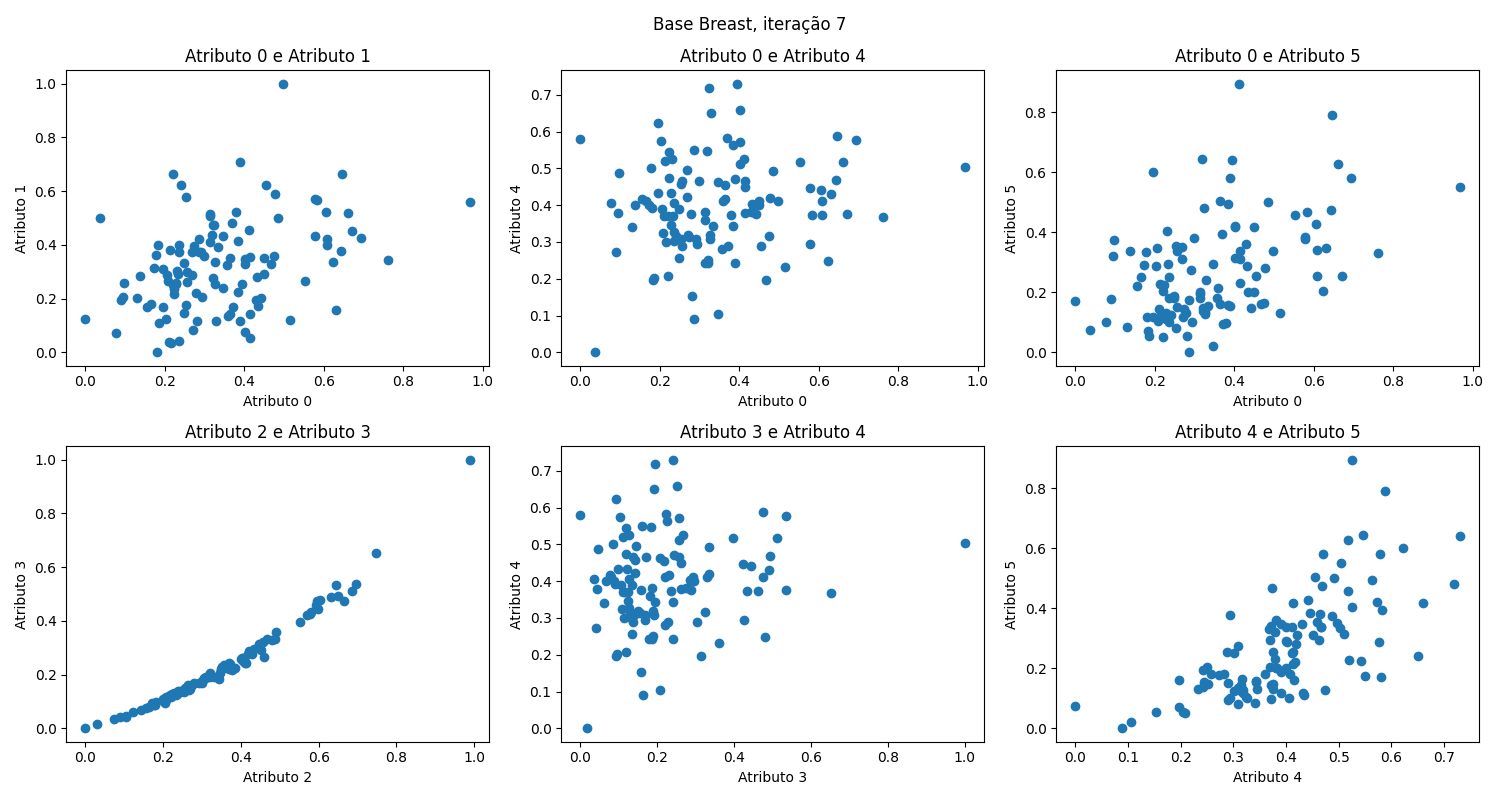 Base Breast, iteração 7
Atributo 0 e Atributo 1
Atributo 1
1.0
0.8
0.6
0.4
0.2
0.0
0.0 0.2 0.4 0.6 0.8 1.0
Atributo 0
Atributo 0 e Atributo 4
Atributo 4
0.7
0.6
0.5
0.4
0.3
0.2
0.1
0.0
0.0 0.2 0.4 0.6 0.8 1.0
Atributo 0
Atributo 0 e Atributo 5
Atributo 5
0.8
0.6
0.4
0.2
0.0
0.0 0.2 0.4 0.6 0.8 1.0
Atributo 0
Atributo 2 e Atributo 3
Atributo 3
1.0
0.8
0.6
0.4
0.2
0.0
0.0 0.2 0.4 0.6 0.8 1.0
Atributo 2
Atributo 3 e Atributo 4
Atributo 4
0.7
0.6
0.5
0.4
0.3
0.2
0.1
0.0
0.0 0.2 0.4 0.6 0.8 1.0
Atributo 3
Atributo 4 e Atributo 5
Atributo 5
0.8
0.6
0.4
0.2
0.0
0.0 0.1 0.2 0.3 0.4 0.5 0.6 0.7
Atributo 4